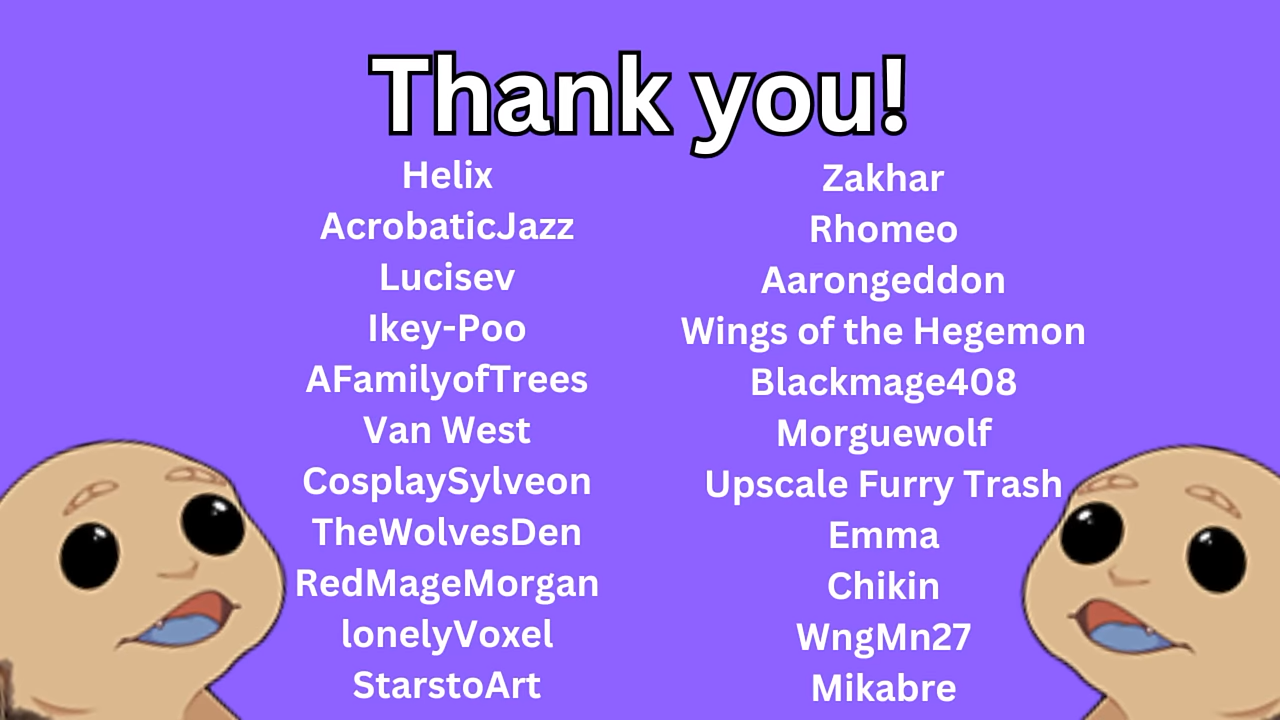 Thank you!
Helix
AcrobaticJazz
Lucisev
Ikey-Poo
AFamilyofTrees
Van West
CosplaySylveon
TheWolvesDen
RedMageMorgan
lonelyVoxel
StarstoArt
Zakhar
Rhomeo
Aarongeddon
Wings of the Hegemon
Blackmage408
Morguewolf
Upscale Furry Trash
Emma
Chikin
WngMn27
Mikabre